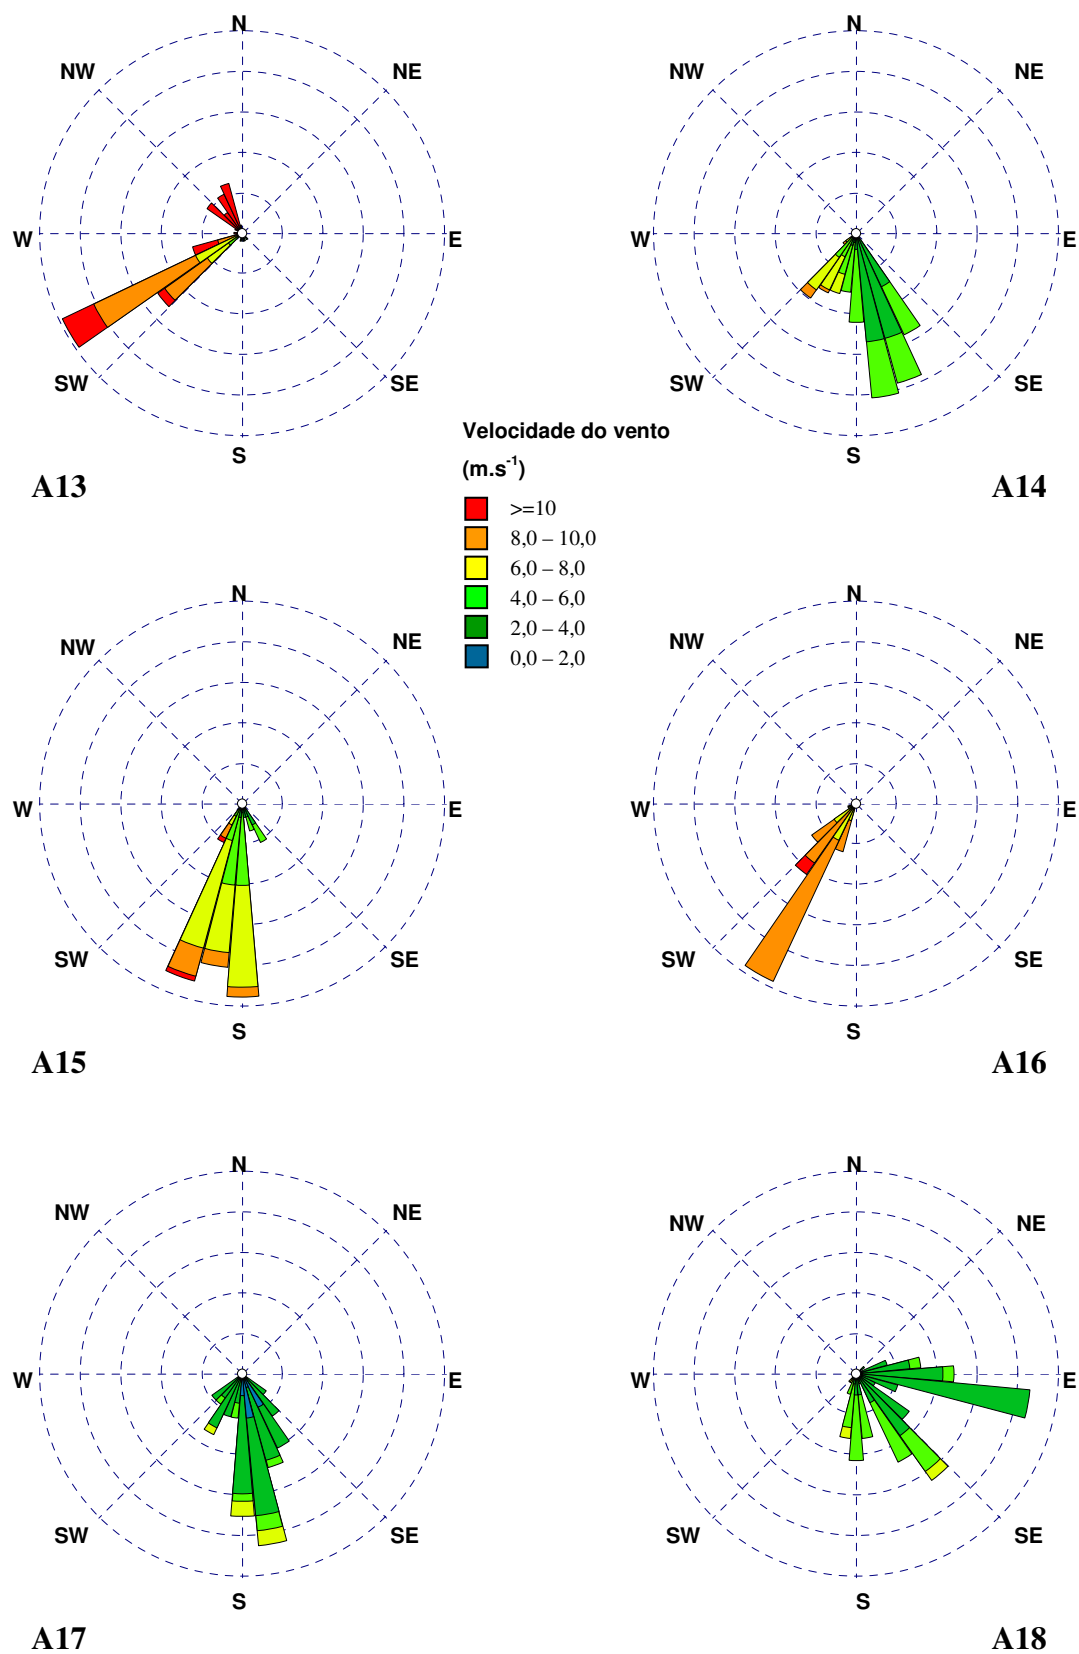 N
N
NW
NE
NW
NE
W
E
W
E
SW
SE
SW
SE
S
S
Velocidade do vento
(m.s-1)
A13
A14
>=10
8,0 – 10,0
6,0 – 8,0
4,0 – 6,0
2,0 – 4,0
0,0 – 2,0
N
N
NW
NE
NW
NE
W
E
W
E
SW
SE
SW
SE
S
S
A15
A16
N
N
NW
NE
NW
NE
W
E
W
E
SW
SE
SW
SE
S
S
A17
A18